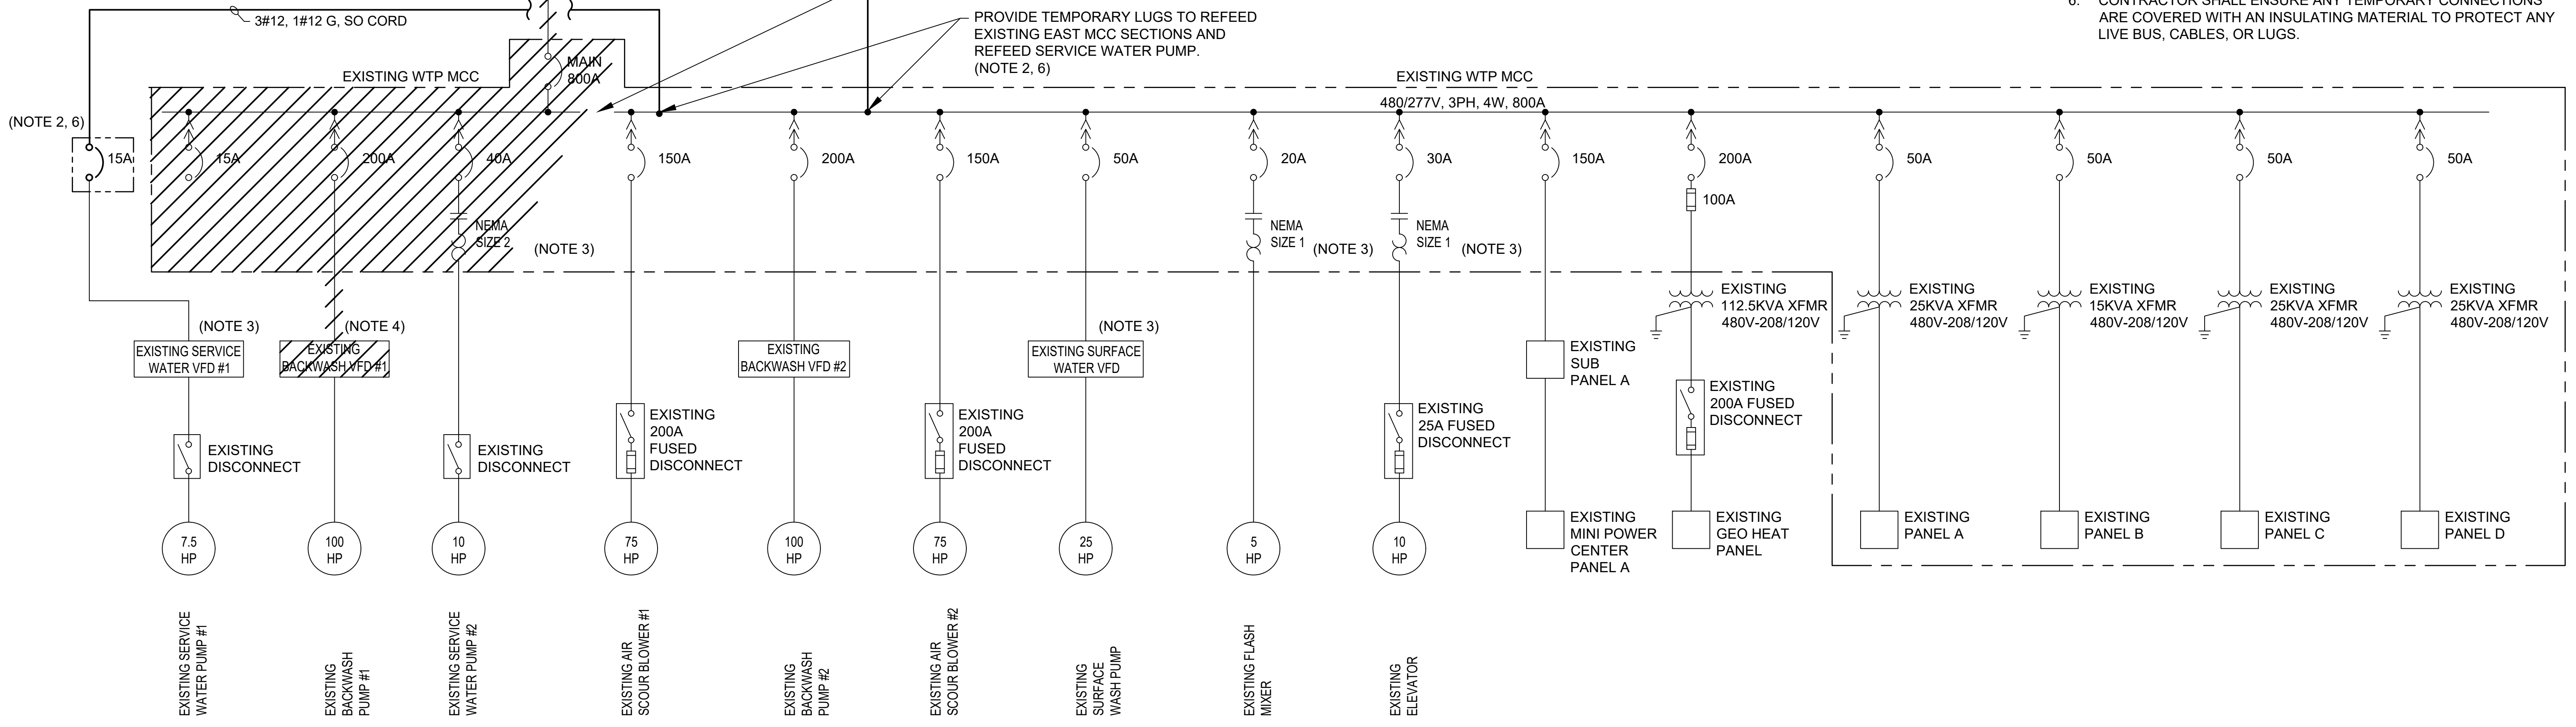 3#12, 1#12 G, SO CORD
PROVIDE TEMPORARY LUGS TO REFEED
EXISTING EAST MCC SECTIONS AND
REFEED SERVICE WATER PUMP.
(NOTE 2, 6)
6. CONTRACTOR SHALL ENSURE ANY TEMPORARY CONNECTIONS
ARE COVERED WITH AN INSULATING MATERIAL TO PROTECT ANY
LIVE BUS, CABLES, OR LUGS.
MAIN
800A
EXISTING WTP MCC
EXISTING WTP MCC
480/277V, 3PH, 4W, 800A
(NOTE 2, 6)
15A
15A
200A
40A
150A
200A
150A
50A
20A
30A
150A
200A
50A
50A
50A
50A
100A
NEMA
SIZE 2
(NOTE 3)
NEMA
SIZE 1
(NOTE 3)
NEMA
SIZE 1
(NOTE 3)
EXISTING
112.5KVA XFMR
480V-208/120V
EXISTING
25KVA XFMR
480V-208/120V
EXISTING
15KVA XFMR
480V-208/120V
EXISTING
25KVA XFMR
480V-208/120V
EXISTING
25KVA XFMR
480V-208/120V
(NOTE 3)
EXISTING SERVICE
WATER VFD #1
(NOTE 4)
EXISTING
BACKWASH VFD #1
EXISTING
BACKWASH VFD #2
(NOTE 3)
EXISTING SURFACE
WATER VFD
EXISTING
SUB
PANEL A
EXISTING
DISCONNECT
EXISTING
DISCONNECT
EXISTING
200A
FUSED
DISCONNECT
EXISTING
200A
FUSED
DISCONNECT
EXISTING
25A FUSED
DISCONNECT
EXISTING
200A FUSED
DISCONNECT
7.5
HP
100
HP
10
HP
75
HP
100
HP
75
HP
25
HP
5
HP
10
HP
EXISTING
MINI POWER
CENTER
PANEL A
EXISTING
GEO HEAT
PANEL
EXISTING
PANEL A
EXISTING
PANEL B
EXISTING
PANEL C
EXISTING
PANEL D
EXISTING SERVICE
WATER PUMP #1
EXISTING
BACKWASH
PUMP #1
EXISTING SERVICE
WATER PUMP #2
EXISTING AIR
SCOUR BLOWER #1
EXISTING
BACKWASH
PUMP #2
EXISTING AIR
SCOUR BLOWER #2
EXISTING
SURFACE
WASH PUMP
EXISTING FLASH
MIXER
EXISTING
ELEVATOR